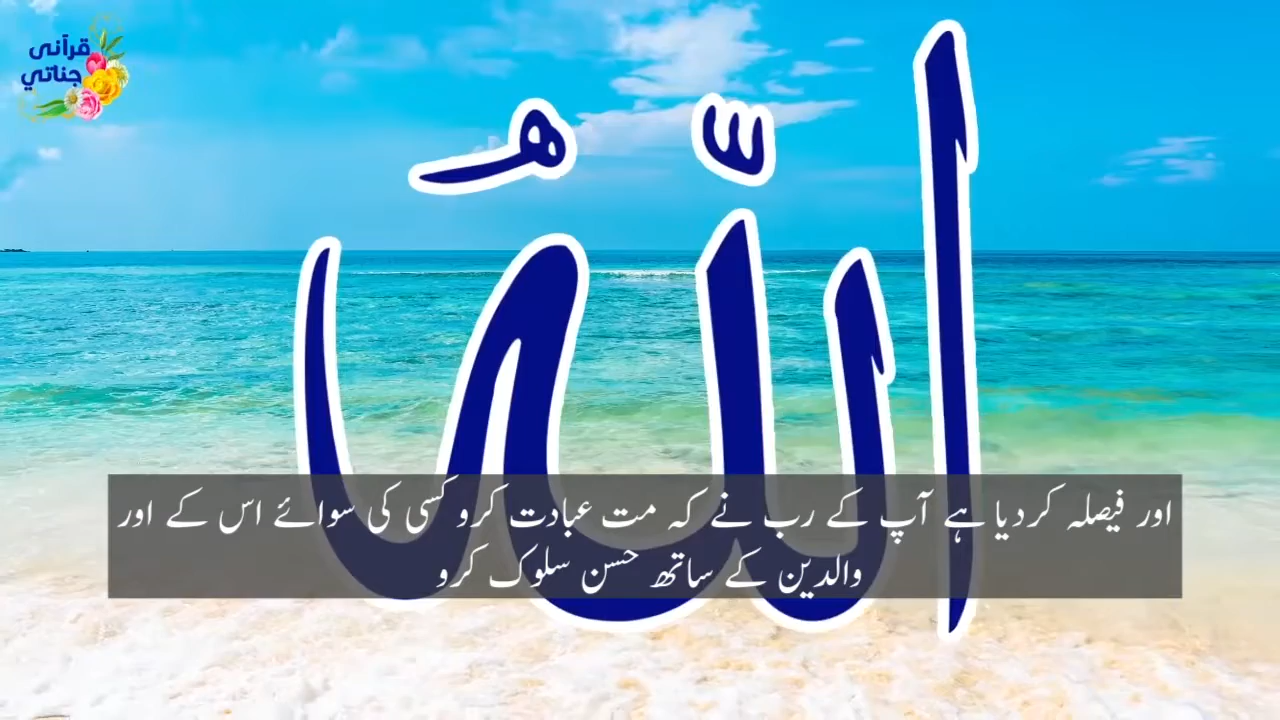 قرآنی
جناتي
الله
اور فیصلہ کردیا ہے آپ کے رب نے کہ مت عبادت کرو کسی کی سوائے اس کے اور
والدین کے ساتھ حسن سلوک کرو